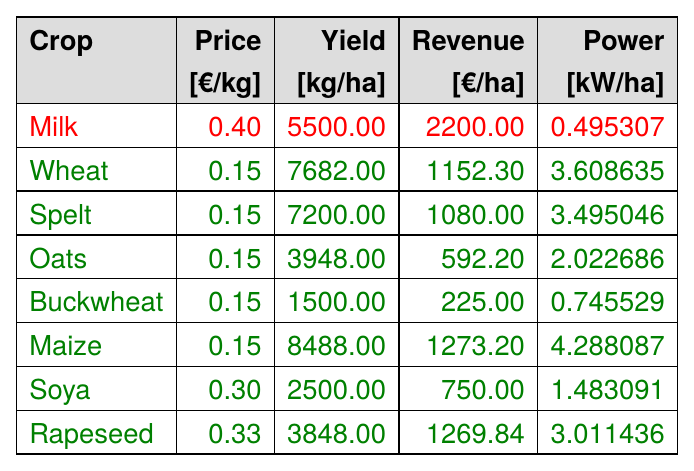 Crop Price Yield Revenue Power
[€/kg] [kg/ha] [€/ha] [kW/ha]
Milk 0.40 5500.00 2200.00 0.495307
Wheat 0.15 7682.00 1152.30 3.608635
Spelt 0.15 7200.00 1080.00 3.495046
Oats 0.15 3948.00 592.20 2.022686
Buckwheat 0.15 1500.00 225.00 0.745529
Maize 0.15 8488.00 1273.20 4.288087
Soya 0.30 2500.00 750.00 1.483091
Rapeseed 0.33 3848.00 1269.84 3.011436